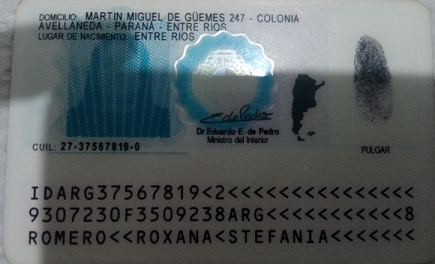 DOMICILIO: MARTIN MIGUEL DE GÜEMES 247 - COLONIA
AVELLANEDA - PARANÁ - ENTRE RIOS
LUGAR DE NACIMIENTO: ENTRE RIOS
Dr. Eduardo E. de Pedro
Ministro del Interior
CUIL: 27-37567819-0
PULGAR
IDARG37567819<2<<<<<<<<<<<<<<<
9307230F3509238ARG<<<<<<<<<<<8
ROMERO<<ROXANA<STEFANIA<<<<<<<